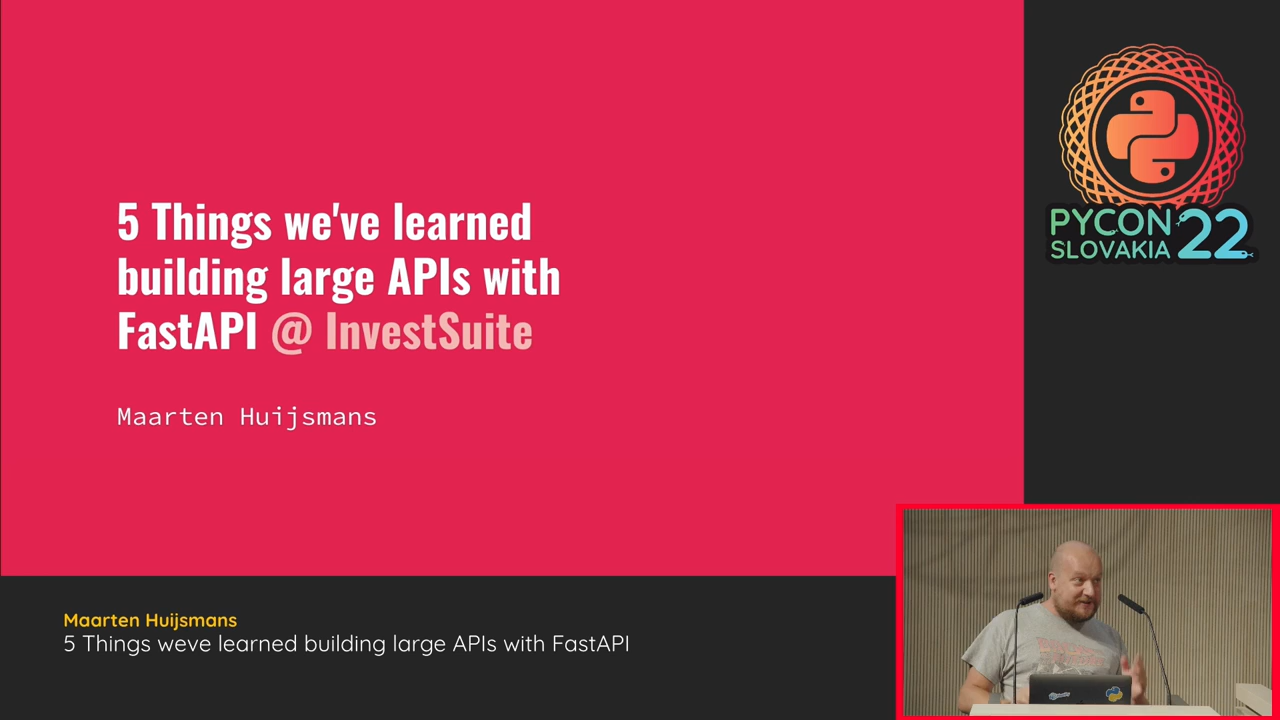 5 Things we've learned
building large APIs with
FastAPI @ InvestSuite
Maarten Huijsmans
PYCON
SLOVAKIA 22
Maarten Huijsmans
5 Things weve learned building large APIs with FastAPI